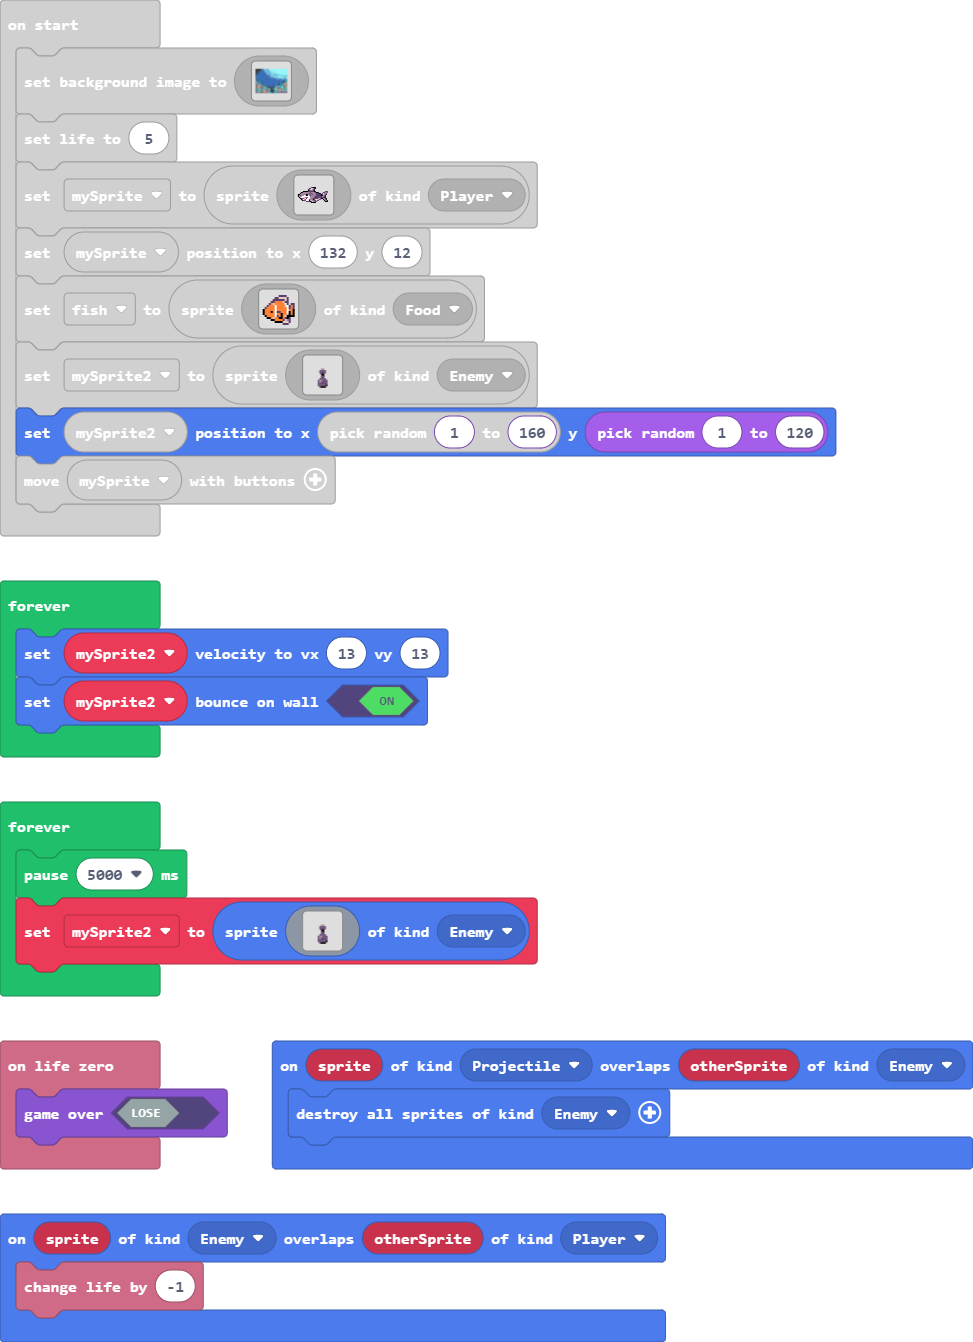 on start
set background image to
set life to 5
set mySprite to sprite of kind Player
set mySprite position to x 132 y 12
set fish to sprite of kind Food
set mySprite2 to sprite of kind Enemy
set mySprite2 position to x pick random 1 to 160 y pick random 1 to 120
move mySprite with buttons
forever
set mySprite2 velocity to vx 13 vy 13
set mySprite2 bounce on wall ON
forever
pause 5000 ms
set mySprite2 to sprite of kind Enemy
on life zero
game over LOSE
on sprite of kind Projectile overlaps otherSprite of kind Enemy
destroy all sprites of kind Enemy
on sprite of kind Enemy overlaps otherSprite of kind Player
change life by -1